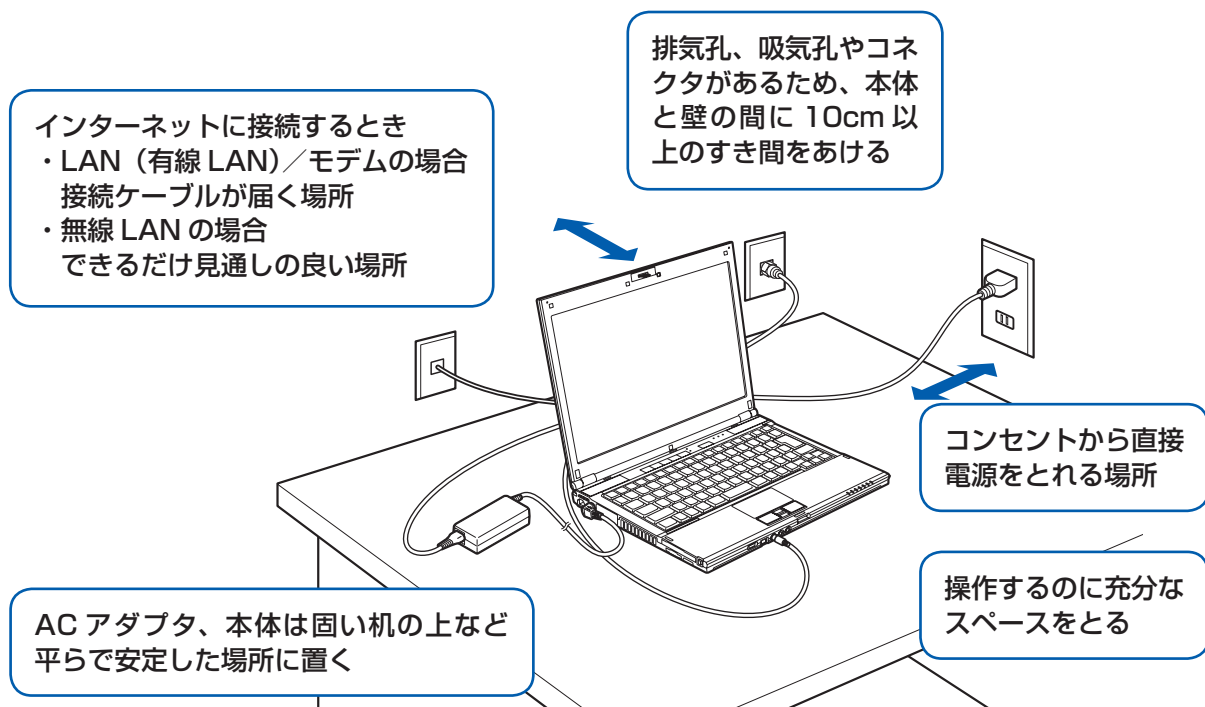 排気孔、吸気孔やコネ
クタがあるため、本体
と壁の間に 10cm 以
上のすき間をあける
インターネットに接続するとき
・LAN（有線 LAN）／モデムの場合
接続ケーブルが届く場所
・無線 LAN の場合
できるだけ見通しの良い場所
コンセントから直接
電源をとれる場所
操作するのに充分な
スペースをとる
AC アダプタ、本体は固い机の上など
平らで安定した場所に置く